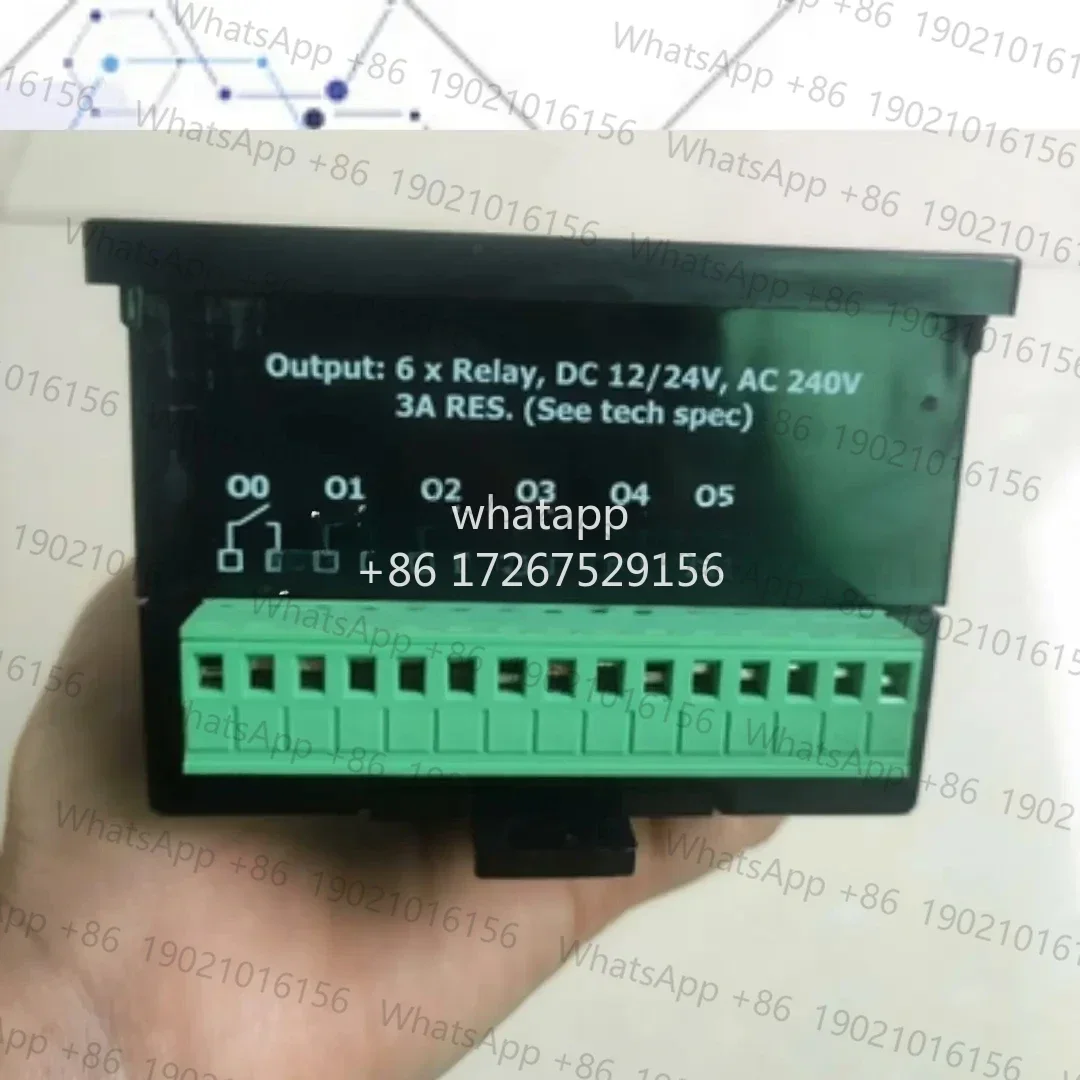 WhatsApp +86 19021016156
Output: 6 x Relay, DC 12/24V, AC 240V
3A RES. (See tech spec)
O0 O1 O2 O3 O4 O5
whatapp
+86 17267529156